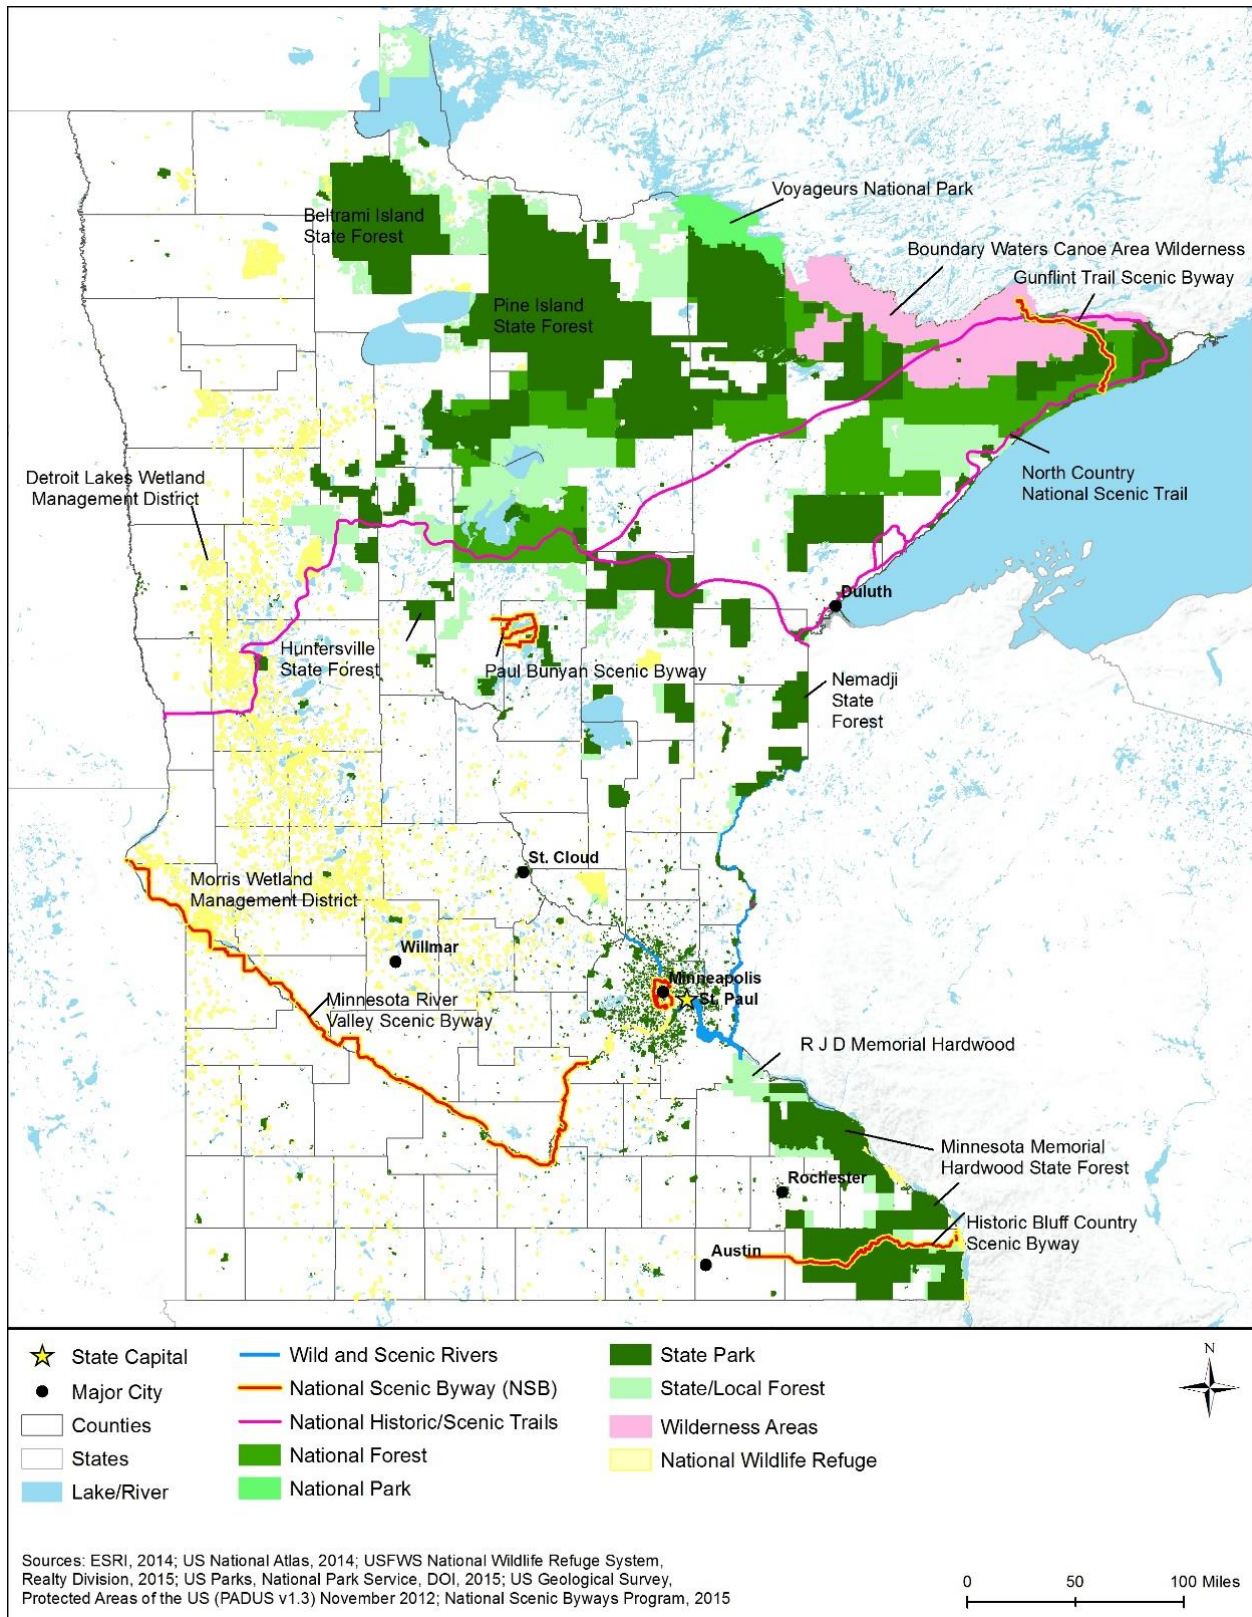 Voyageurs National Park
Beltrami Island
State Forest
Boundary Waters Canoe Area Wilderness
Gunflint Trail Scenic Byway
Pine Island
State Forest
Detroit Lakes Wetland
Management District
North Country
National Scenic Trail
Duluth
Huntersville
State Forest
Paul Bunyan Scenic Byway
Nemadji
State
Forest
St. Cloud
Morris Wetland
Management District
Willmar
Minneapolis
St. Paul
Minnesota River
Valley Scenic Byway
R J D Memorial Hardwood
Minnesota Memorial
Hardwood State Forest
Rochester
Historic Bluff Country
Scenic Byway
Austin
State Capital
Major City
Counties
States
Lake/River
Wild and Scenic Rivers
National Scenic Byway (NSB)
National Historic/Scenic Trails
National Forest
National Park
State Park
State/Local Forest
Wilderness Areas
National Wildlife Refuge
N
Sources: ESRI, 2014; US National Atlas, 2014; USFWS National Wildlife Refuge System,
Realty Division, 2015; US Parks, National Park Service, DOI, 2015; US Geological Survey,
Protected Areas of the US (PADUS v1.3) November 2012; National Scenic Byways Program, 2015
0 50 100 Miles